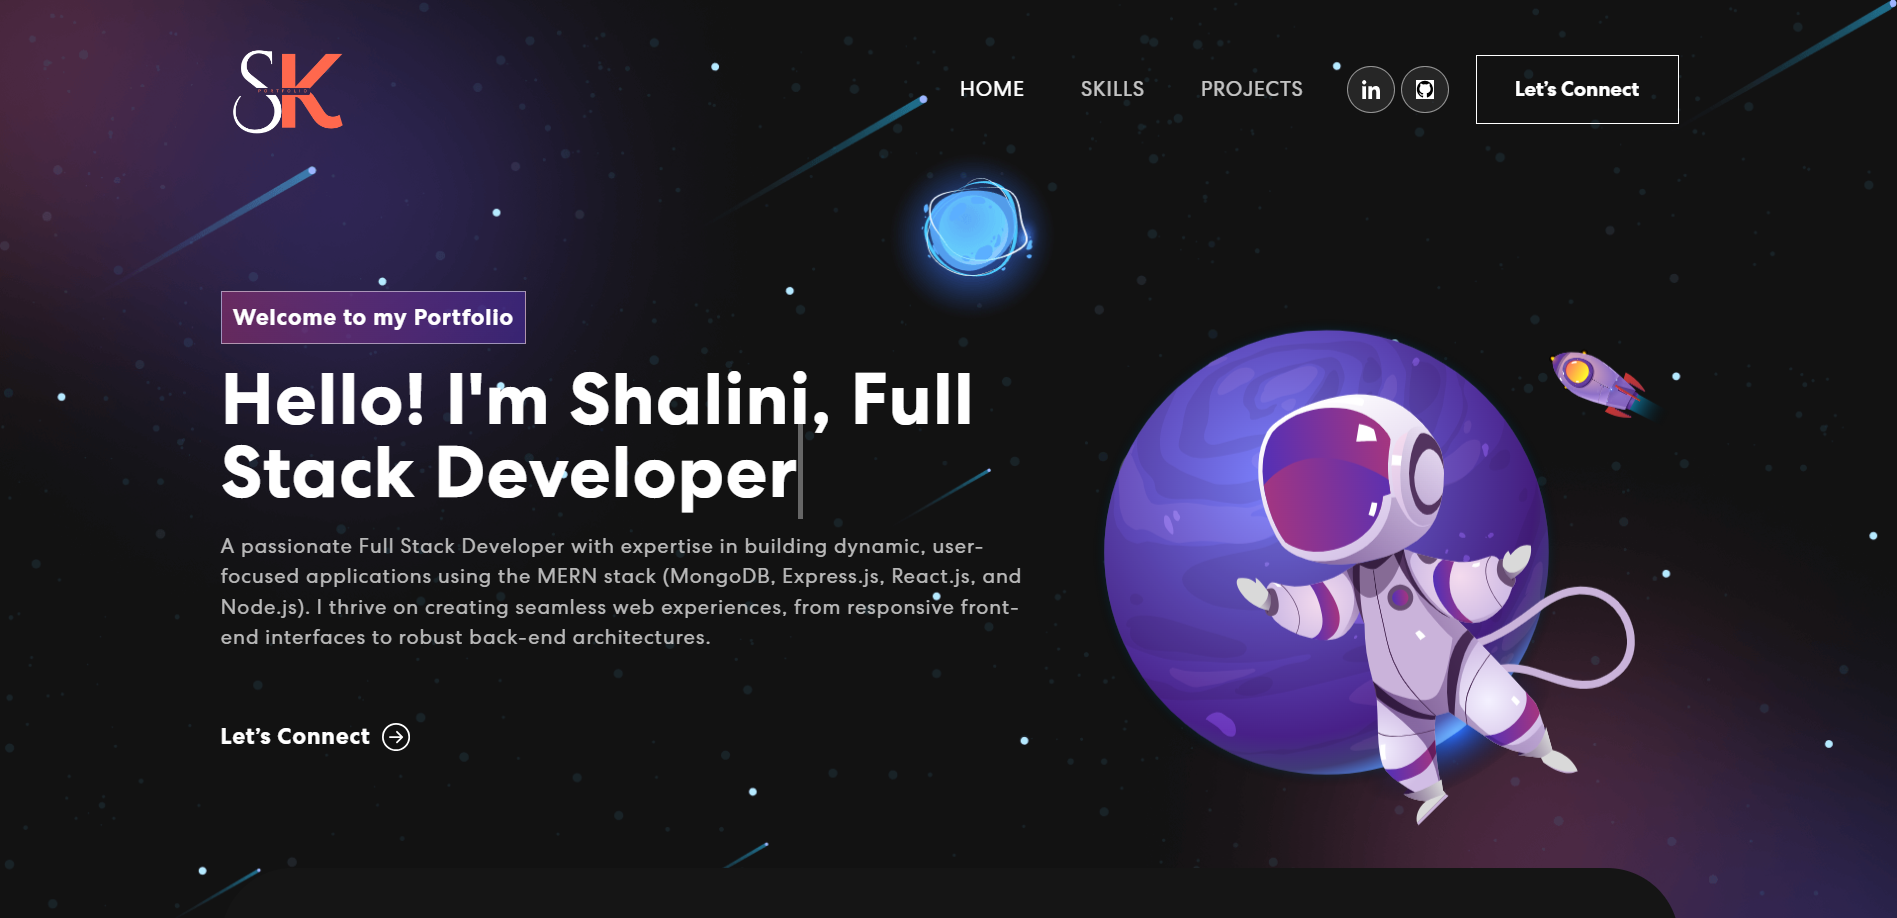 SK
PORTFOLIO
HOME
SKILLS
PROJECTS
in
Let's Connect
Welcome to my Portfolio
Hello! I'm Shalini, Full
Stack Developer
A passionate Full Stack Developer with expertise in building dynamic, user-
focused applications using the MERN stack (MongoDB, Express.js, React.js, and
Node.js). I thrive on creating seamless web experiences, from responsive front-
end interfaces to robust back-end architectures.
Let’s Connect